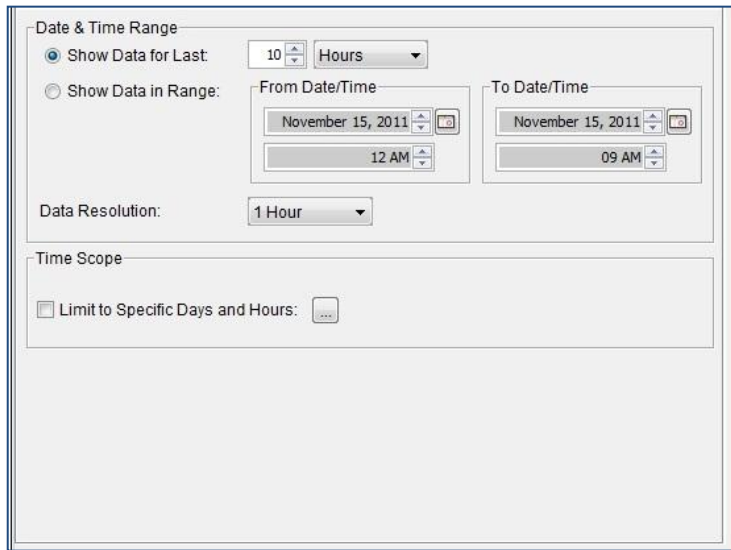 Date & Time Range
Show Data for Last: 10 Hours
Show Data in Range:
From Date/Time To Date/Time
November 15, 2011 November 15, 2011
12 AM 09 AM
Data Resolution: 1 Hour
Time Scope
Limit to Specific Days and Hours: ...